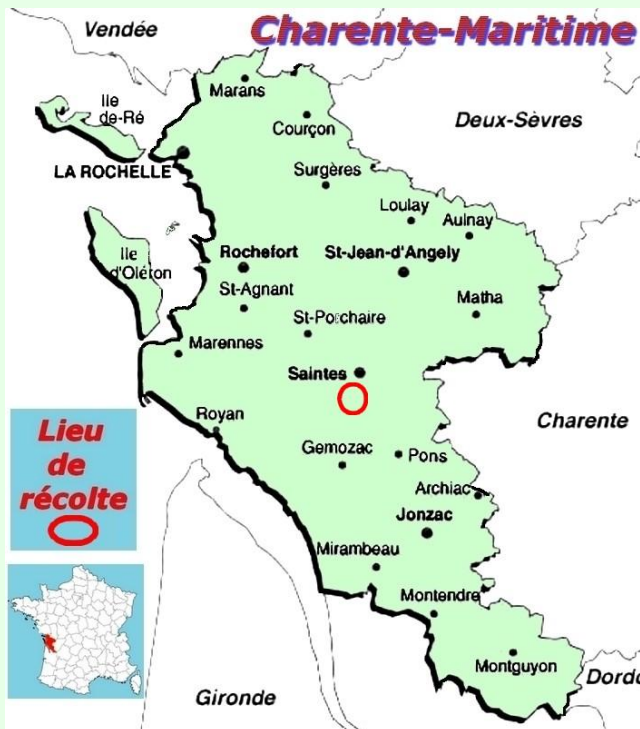 Vendée
Charente-Maritime
Marans
Ile
de-Ré
Courçon
Deux-Sèvres
LA ROCHELLE
Surgères
Loulay
Aulnay
Ile
d'Oléron
Rochefort
St-Jean-d'Angely
St-Agnant
Matha
St-Porchaire
Marennes
Saintes
Royan
Charente
Lieu
de
récolte
Gemozac
Pons
Archiac
Jonzac
Mirambeau
Montendre
Montguyon
Gironde
Dordo